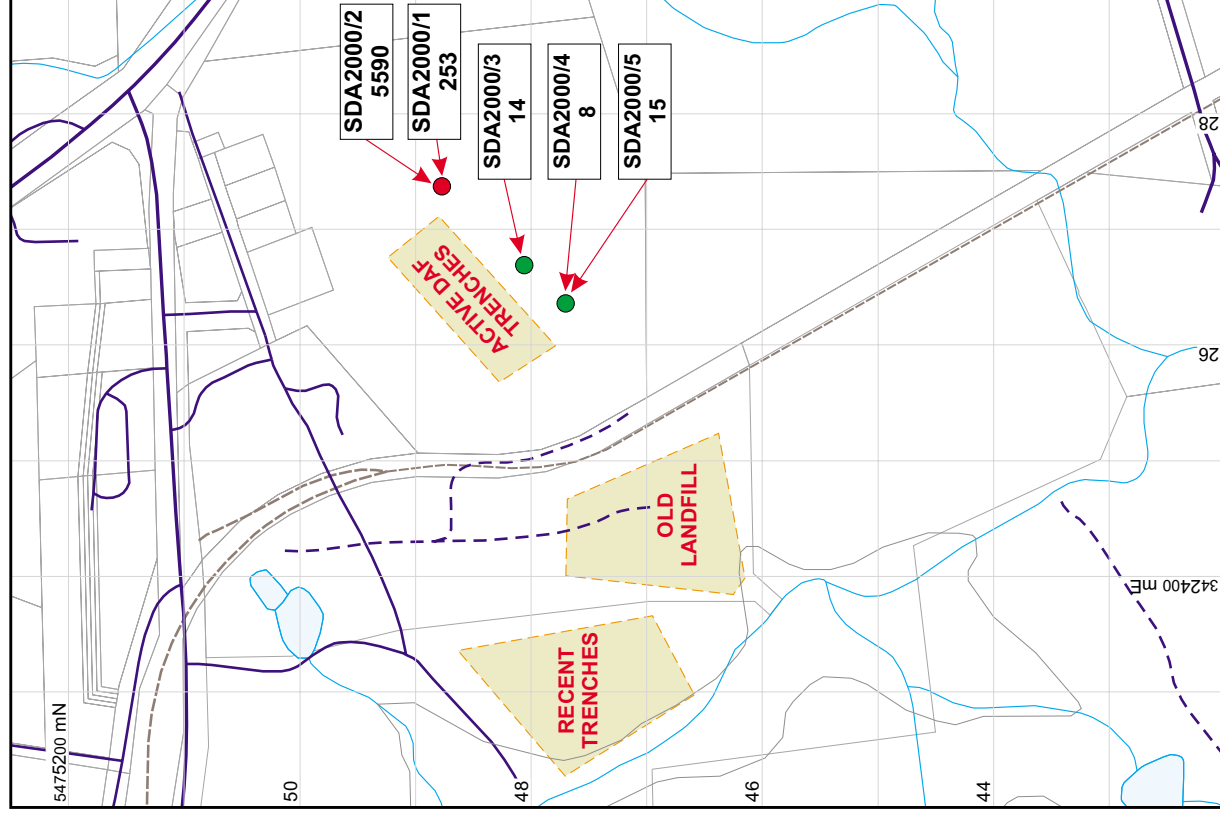 SDA2000/2
5590
SDA2000/1
253
SDA2000/3
14
SDA2000/4
8
SDA2000/5
15
ACTIVE DAF
TRENCHES
OLD
LANDFILL
RECENT
TRENCHES
5475200 mN
50
48
46
44
28
26
342400 mE